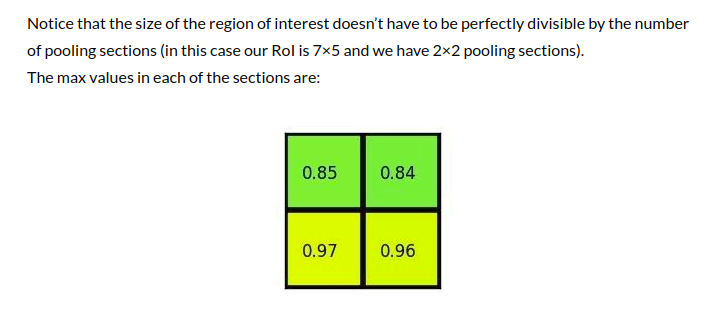 Notice that the size of the region of interest doesn't have to be perfectly divisible by the number
of pooling sections (in this case our RoI is 7×5 and we have 2×2 pooling sections).
The max values in each of the sections are:
0.85 0.84
0.97 0.96